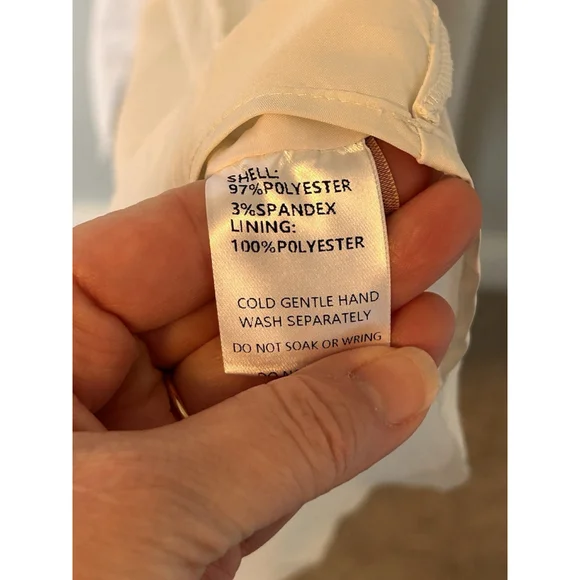 SHELL:
97%POLYESTER
3%SPANDEX
LINING:
100%POLYESTER
COLD GENTLE HAND
WASH SEPARATELY
DO NOT SOAK OR WRING